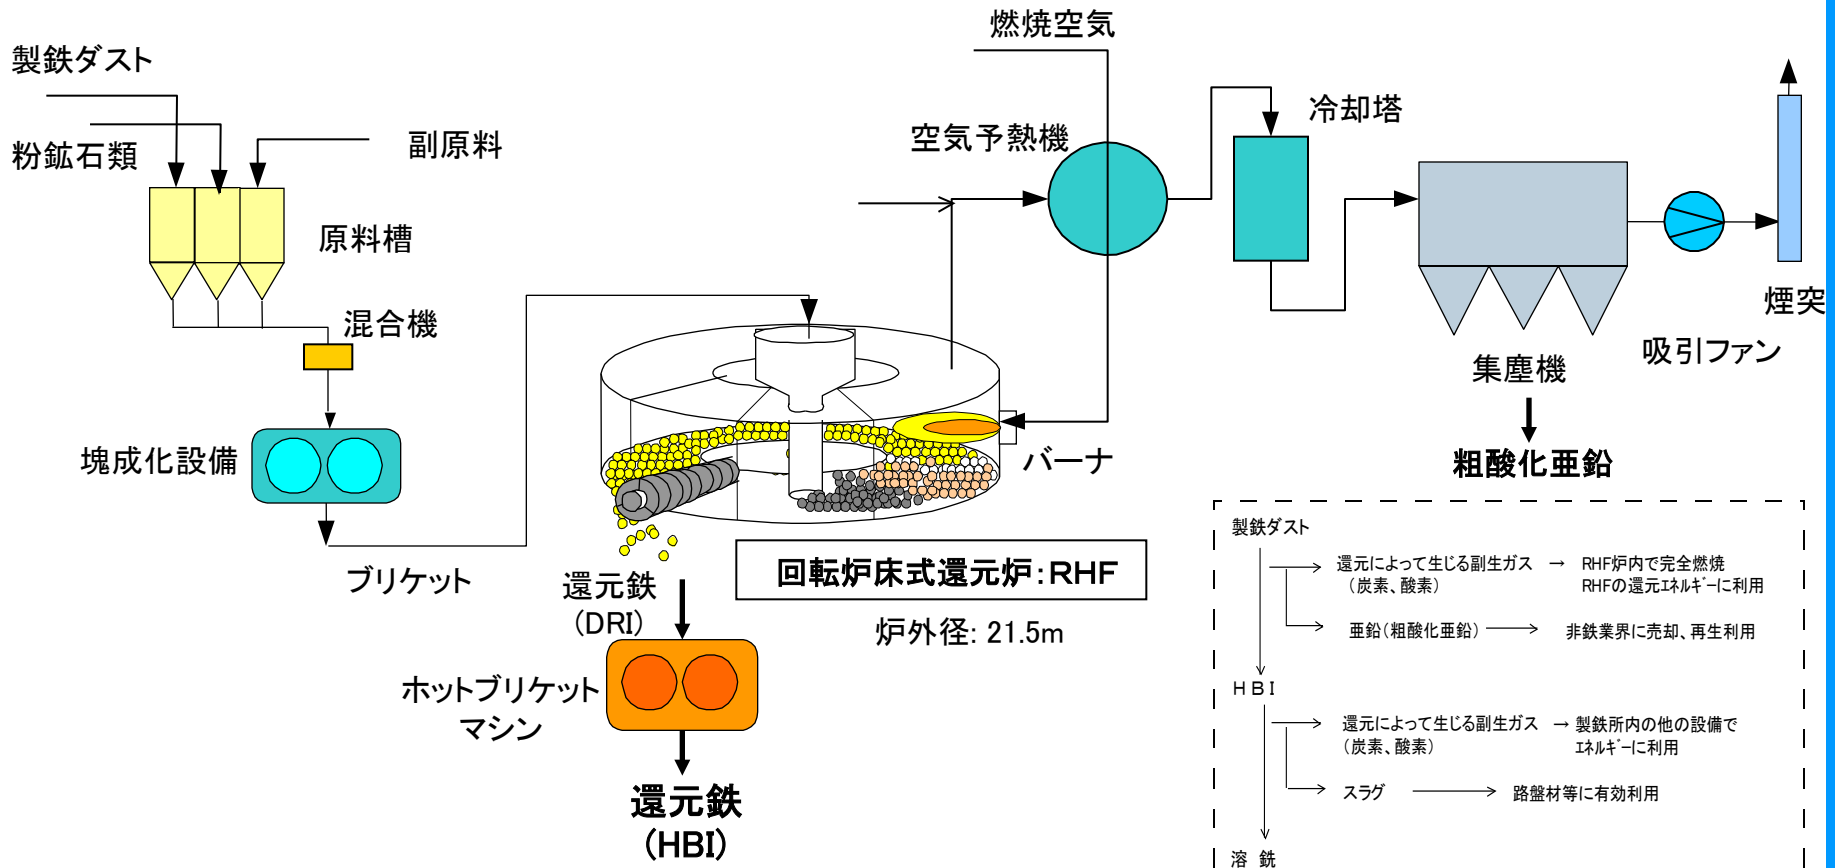 燃焼空気
製鉄ダスト
粉鉱石類
副原料
原料槽
混合機
塊成化設備
ブリケット
空気予熱機
冷却塔
煙突
吸引ファン
集塵機
粗酸化亜鉛
バーナ
回転炉床式還元炉:RHF
炉外径: 21.5m
還元鉄
(DRI)
ホットブリケット
マシン
還元鉄
(HBI)
製鉄ダスト
還元によって生じる副生ガス → RHF炉内で完全燃焼
(炭素、酸素) RHFの還元エネルギーに利用
亜鉛(粗酸化亜鉛) 非鉄業界に売却、再生利用
HBI
還元によって生じる副生ガス → 製鉄所内の他の設備で
(炭素、酸素) エネルギーに利用
スラグ 路盤材等に有効利用
溶 銑